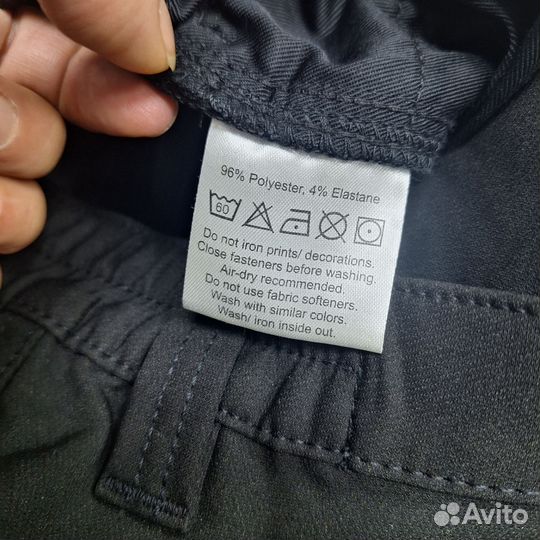 96% Polyester, 4% Elastane
60
Do not iron prints/ decorations.
Close fasteners before washing.
Air-dry recommended.
Do not use fabric softeners.
Wash with similar colors.
Wash/ iron inside out.
Avito